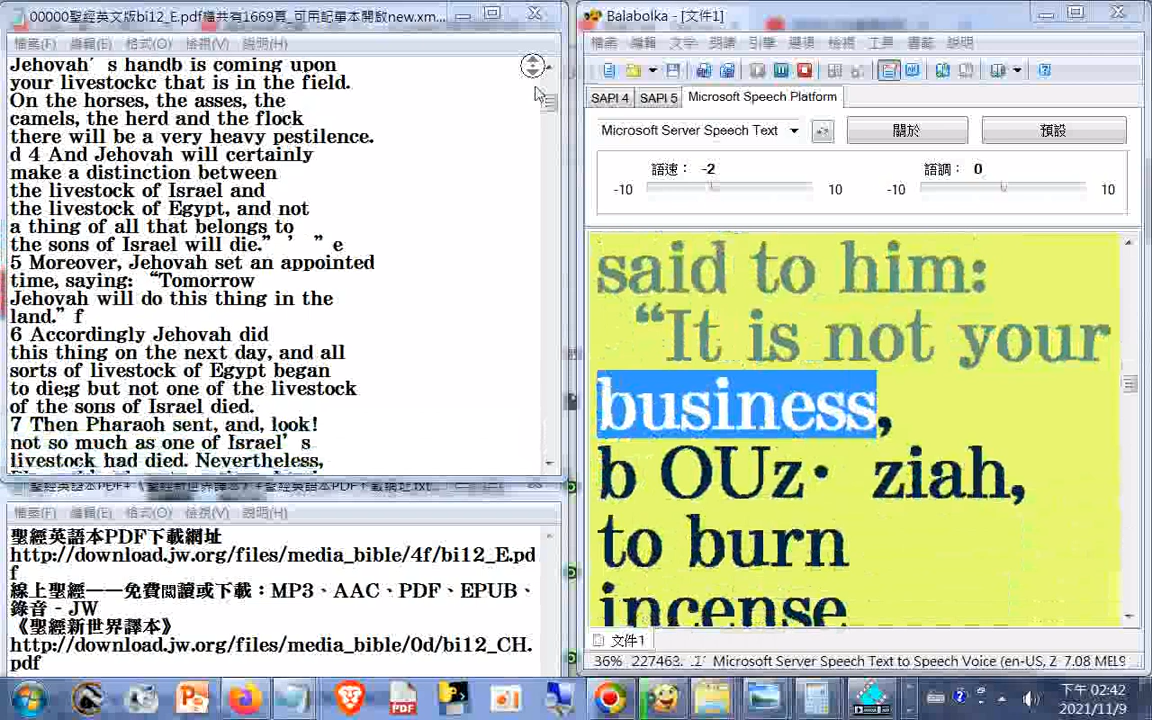 00000聖經英文版bi12_E.pdf檔共有1669頁_可用記事本開啟new.xm...
檔案(F) 編輯(E) 格式(O) 檢視(V) 說明(H)
Jehovah’s handb is coming upon
your livestockc that is in the field.
On the horses, the asses, the
camels, the herd and the flock
there will be a very heavy pestilence.
d 4 And Jehovah will certainly
make a distinction between
the livestock of Israel and
the livestock of Egypt, and not
a thing of all that belongs to
the sons of Israel will die.” ’ ”e
5 Moreover, Jehovah set an appointed
time, saying: “Tomorrow
Jehovah will do this thing in the
land.” f
6 Accordingly Jehovah did
this thing on the next day, and all
sorts of livestock of Egypt began
to die;g but not one of the livestock
of the sons of Israel died.
7 Then Pharaoh sent, and, look!
not so much as one of Israel’s
livestock had died. Nevertheless,
檔案(F) 編輯(E) 格式(O) 檢視(V) 說明(H)
聖經英語本PDF下載網址
http://download.jw.org/files/media_bible/4f/bi12_E.pd
f
線上聖經——免費閱讀或下載：MP3、AAC、PDF、EPUB、
錄音 - JW
《聖經新世界譯本》
http://download.jw.org/files/media_bible/0d/bi12_CH.
pdf
Balabolka - [文件1]
檔案 編輯 文字 朗讀 引擎 選項 檢視 工具 書籤 說明
SAPI 4 SAPI 5 Microsoft Speech Platform
Microsoft Server Speech Text 關於 預設
語速： -2 語調： 0
-10 10 -10 10
said to him:
“It is not your
business,
b OUz· ziah,
to burn
incense
文件1
36% 227463. Microsoft Server Speech Text to Speech Voice (en-US, Z 7.08 MEL9
PDF
下午 02:42
2021/11/9